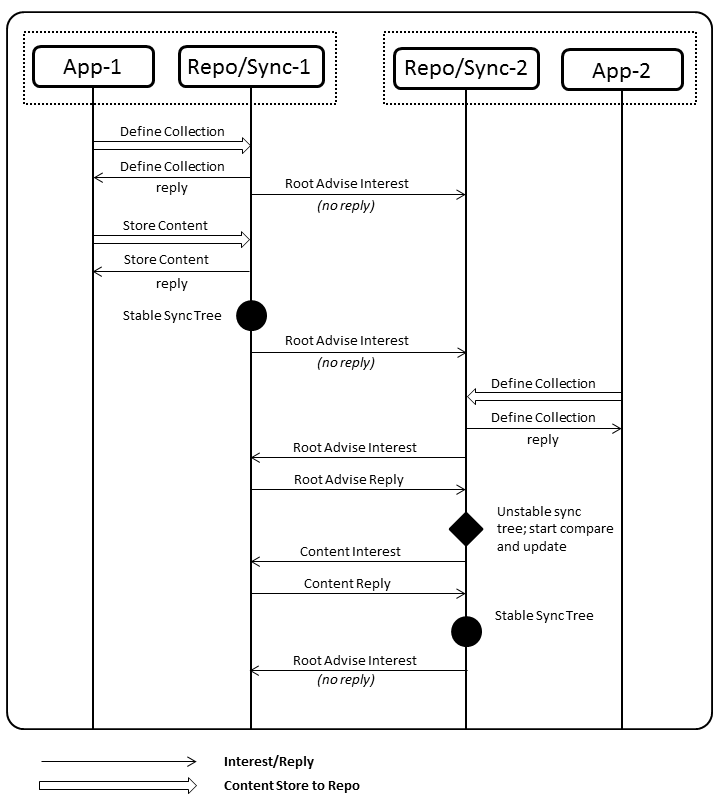 App-1
Repo/Sync-1
Repo/Sync-2
App-2
Define Collection
Define Collection
reply
Root Advise Interest
(no reply)
Store Content
Store Content
reply
Stable Sync Tree
Root Advise Interest
(no reply)
Define Collection
Define Collection
reply
Root Advise Interest
Root Advise Reply
Unstable sync
tree; start compare
and update
Content Interest
Content Reply
Stable Sync Tree
Root Advise Interest
(no reply)
Interest/Reply
Content Store to Repo